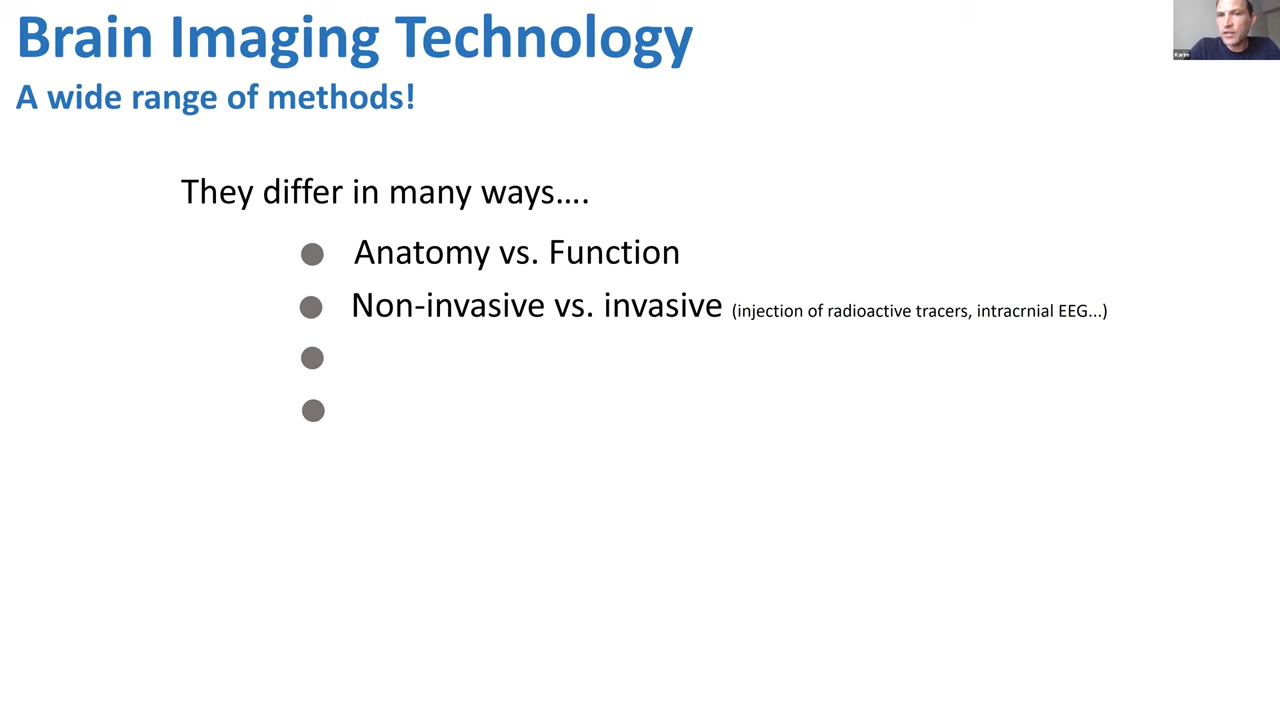 Brain Imaging Technology
A wide range of methods!
Karim
They differ in many ways....
Anatomy vs. Function
Non-invasive vs. invasive (injection of radioactive tracers, intracrnial EEG...)